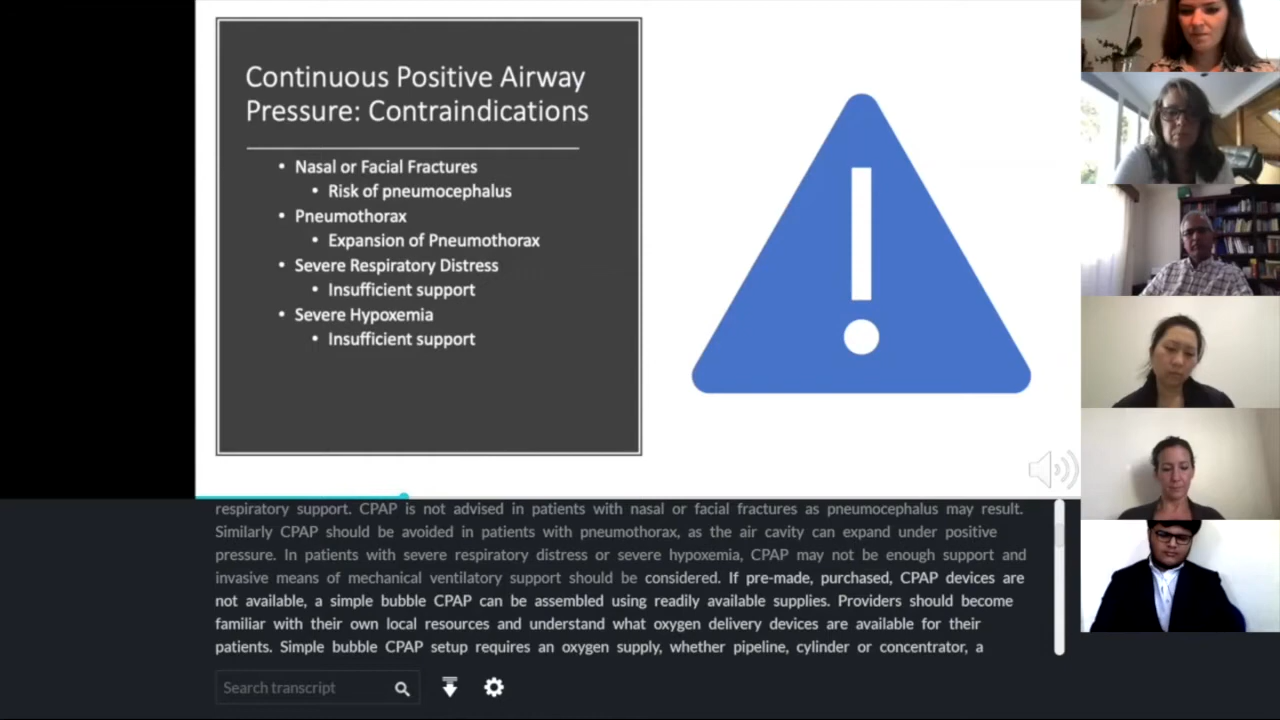 Continuous Positive Airway
Pressure: Contraindications
• Nasal or Facial Fractures
• Risk of pneumocephalus
• Pneumothorax
• Expansion of Pneumothorax
• Severe Respiratory Distress
• Insufficient support
• Severe Hypoxemia
• Insufficient support
respiratory support. CPAP is not advised in patients with nasal or facial fractures as pneumocephalus may result.
Similarly CPAP should be avoided in patients with pneumothorax, as the air cavity can expand under positive
pressure. In patients with severe respiratory distress or severe hypoxemia, CPAP may not be enough support and
invasive means of mechanical ventilatory support should be considered. If pre-made, purchased, CPAP devices are
not available, a simple bubble CPAP can be assembled using readily available supplies. Providers should become
familiar with their own local resources and understand what oxygen delivery devices are available for their
patients. Simple bubble CPAP setup requires an oxygen supply, whether pipeline, cylinder or concentrator, a
Search transcript